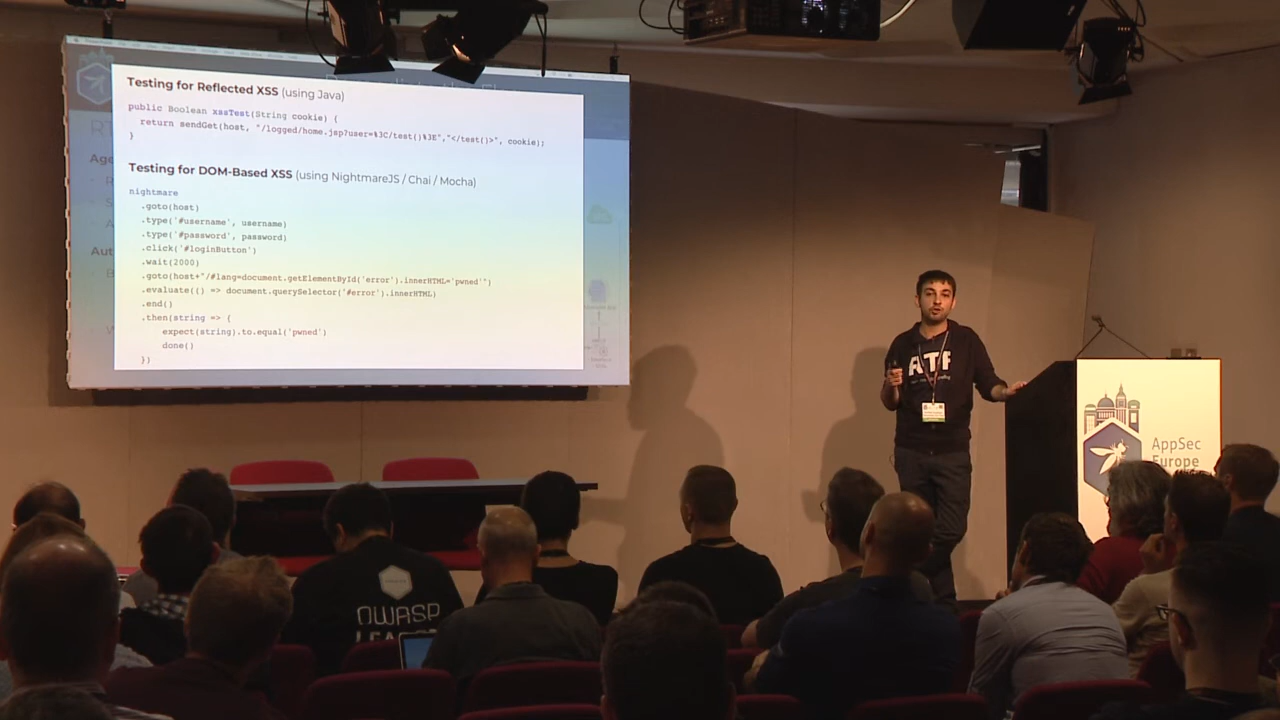 Testing for Reflected XSS (using Java)
public Boolean xssTest(String cookie) {
return sendGet(host, "/logged/home.jsp?user=%3C/test()%3E","</test()>", cookie);
}
Testing for DOM-Based XSS (using NightmareJS / Chai / Mocha)
nightmare
.goto(host)
.type('#username', username)
.type('#password', password)
.click('#loginButton')
.wait(2000)
.goto(host+"/#lang=document.getElementById('error').innerHTML='pwned'")
.evaluate(() => document.querySelector('#error').innerHTML)
.end()
.then(string => {
expect(string).to.equal('pwned')
done()
})
AppSec
Europe
OWASP